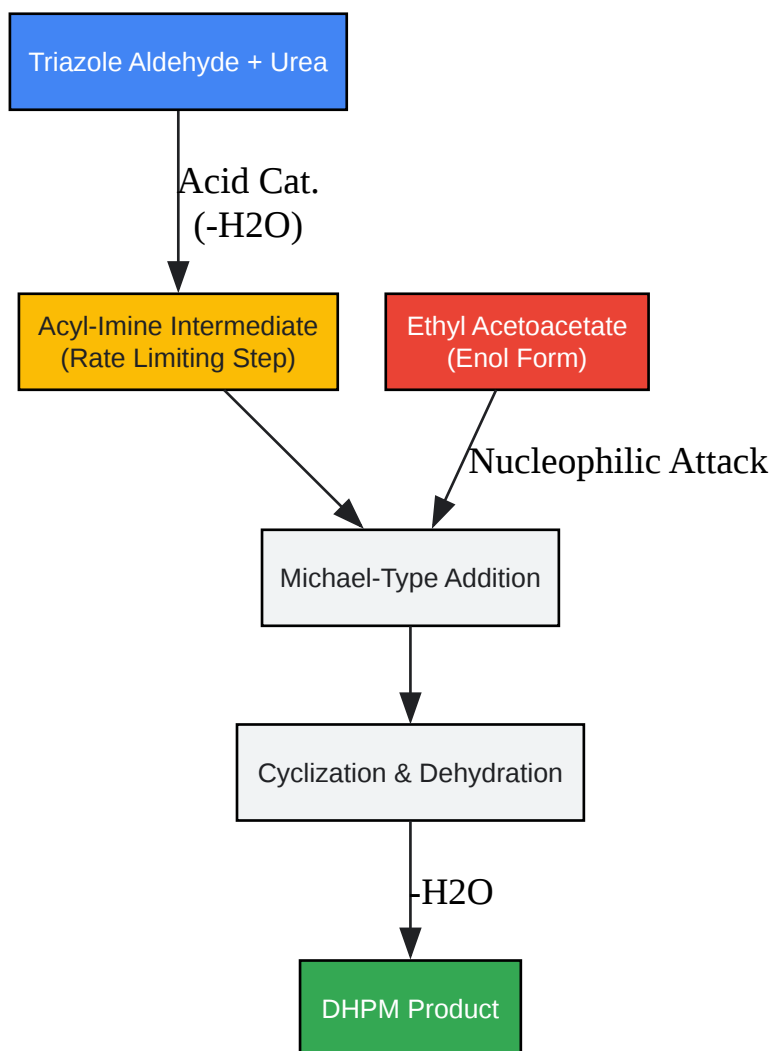 Triazole Aldehyde + Urea
Acid Cat.
(-H2O)
Acyl-Imine Intermediate
(Rate Limiting Step)
Ethyl Acetoacetate
(Enol Form)
Nucleophilic Attack
Michael-Type Addition
Cyclization & Dehydration
-H2O
DHPM Product